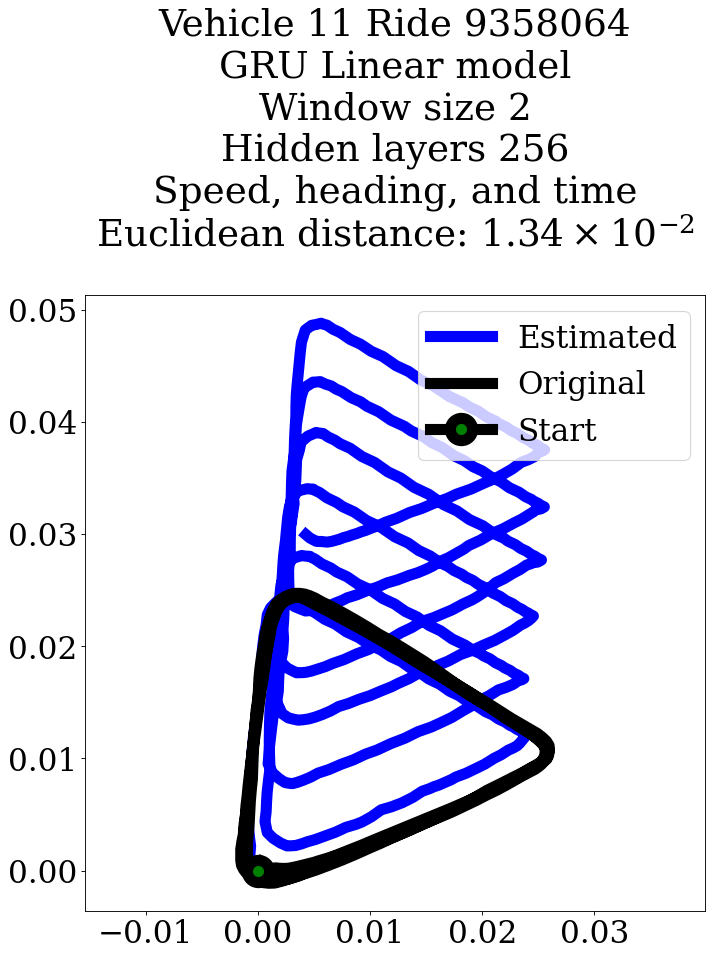 Vehicle 11 Ride 9358064
GRU Linear model
Window size 2
Hidden layers 256
Speed, heading, and time
Euclidean distance: 1.34 × 10⁻²
0.05
Estimated
Original
0.04
Start
0.03
0.02
0.01
0.00
−0.01 0.00 0.01 0.02 0.03